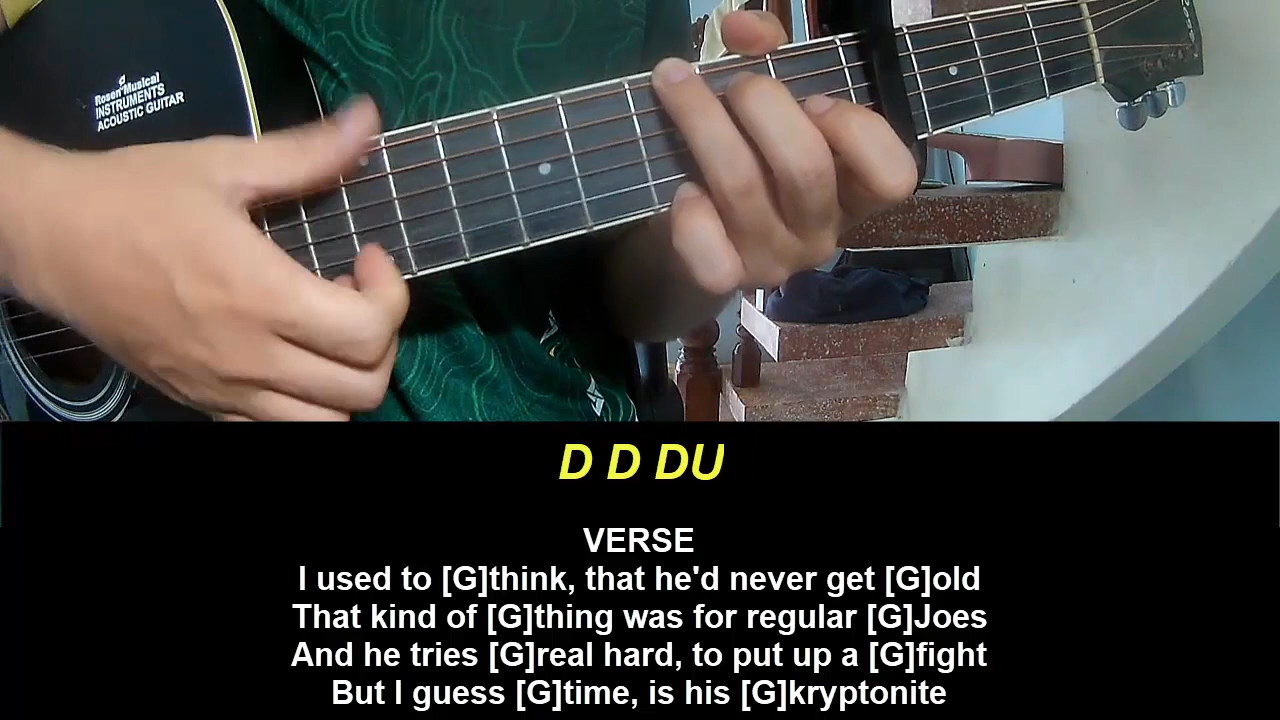 Rosen Musical
INSTRUMENTS
ACOUSTIC GUITAR
D D DU
VERSE
I used to [G]think, that he'd never get [G]old
That kind of [G]thing was for regular [G]Joes
And he tries [G]real hard, to put up a [G]fight
But I guess [G]time, is his [G]kryptonite